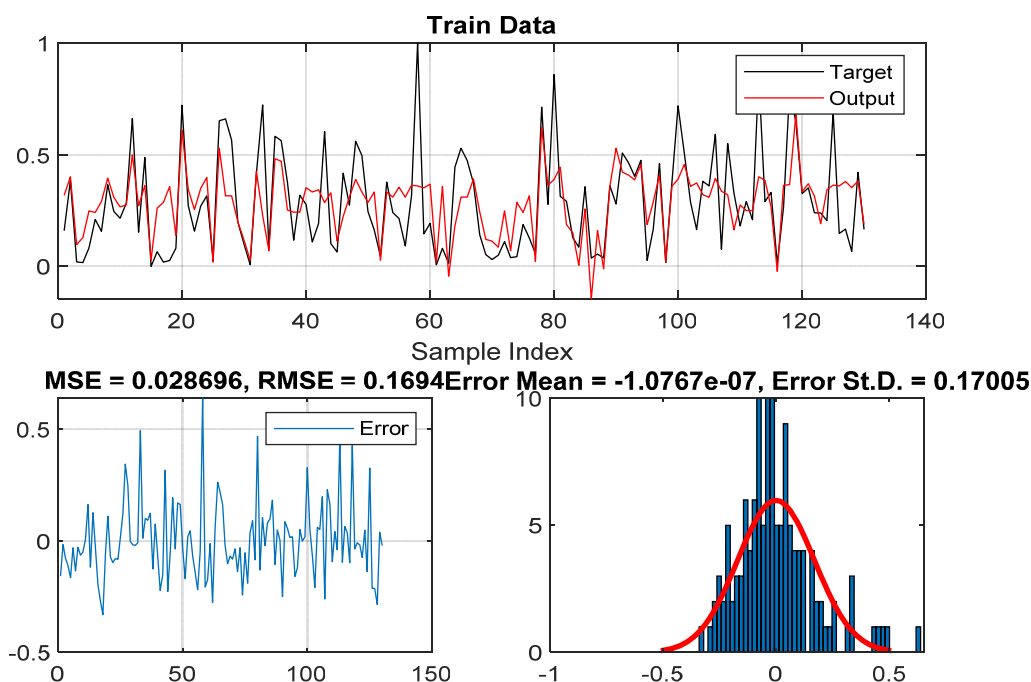 Train Data
1
0.5
0
Target
Output
0 20 40 60 80 100 120 140
Sample Index
MSE = 0.028696, RMSE = 0.1694
Error Mean = -1.0767e-07, Error St.D. = 0.17005
0.5
0
-0.5
Error
0 50 100 150
10
5
0
-1 -0.5 0 0.5